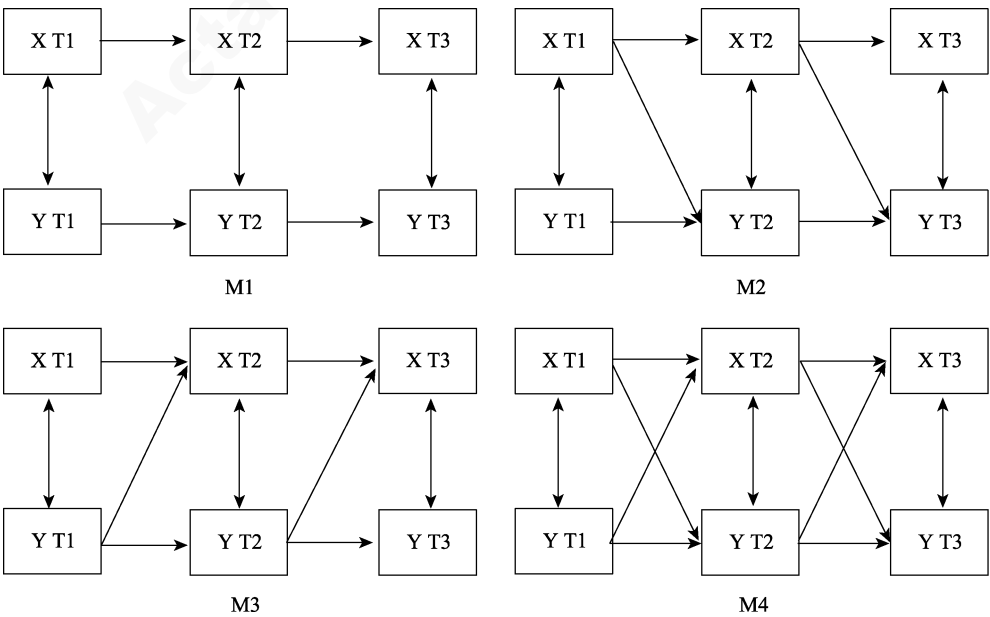 X T1 X T2 X T3 X T1 X T2 X T3
Y T1 Y T2 Y T3 Y T1 Y T2 Y T3
M1 M2
X T1 X T2 X T3 X T1 X T2 X T3
Y T1 Y T2 Y T3 Y T1 Y T2 Y T3
M3 M4
Acta